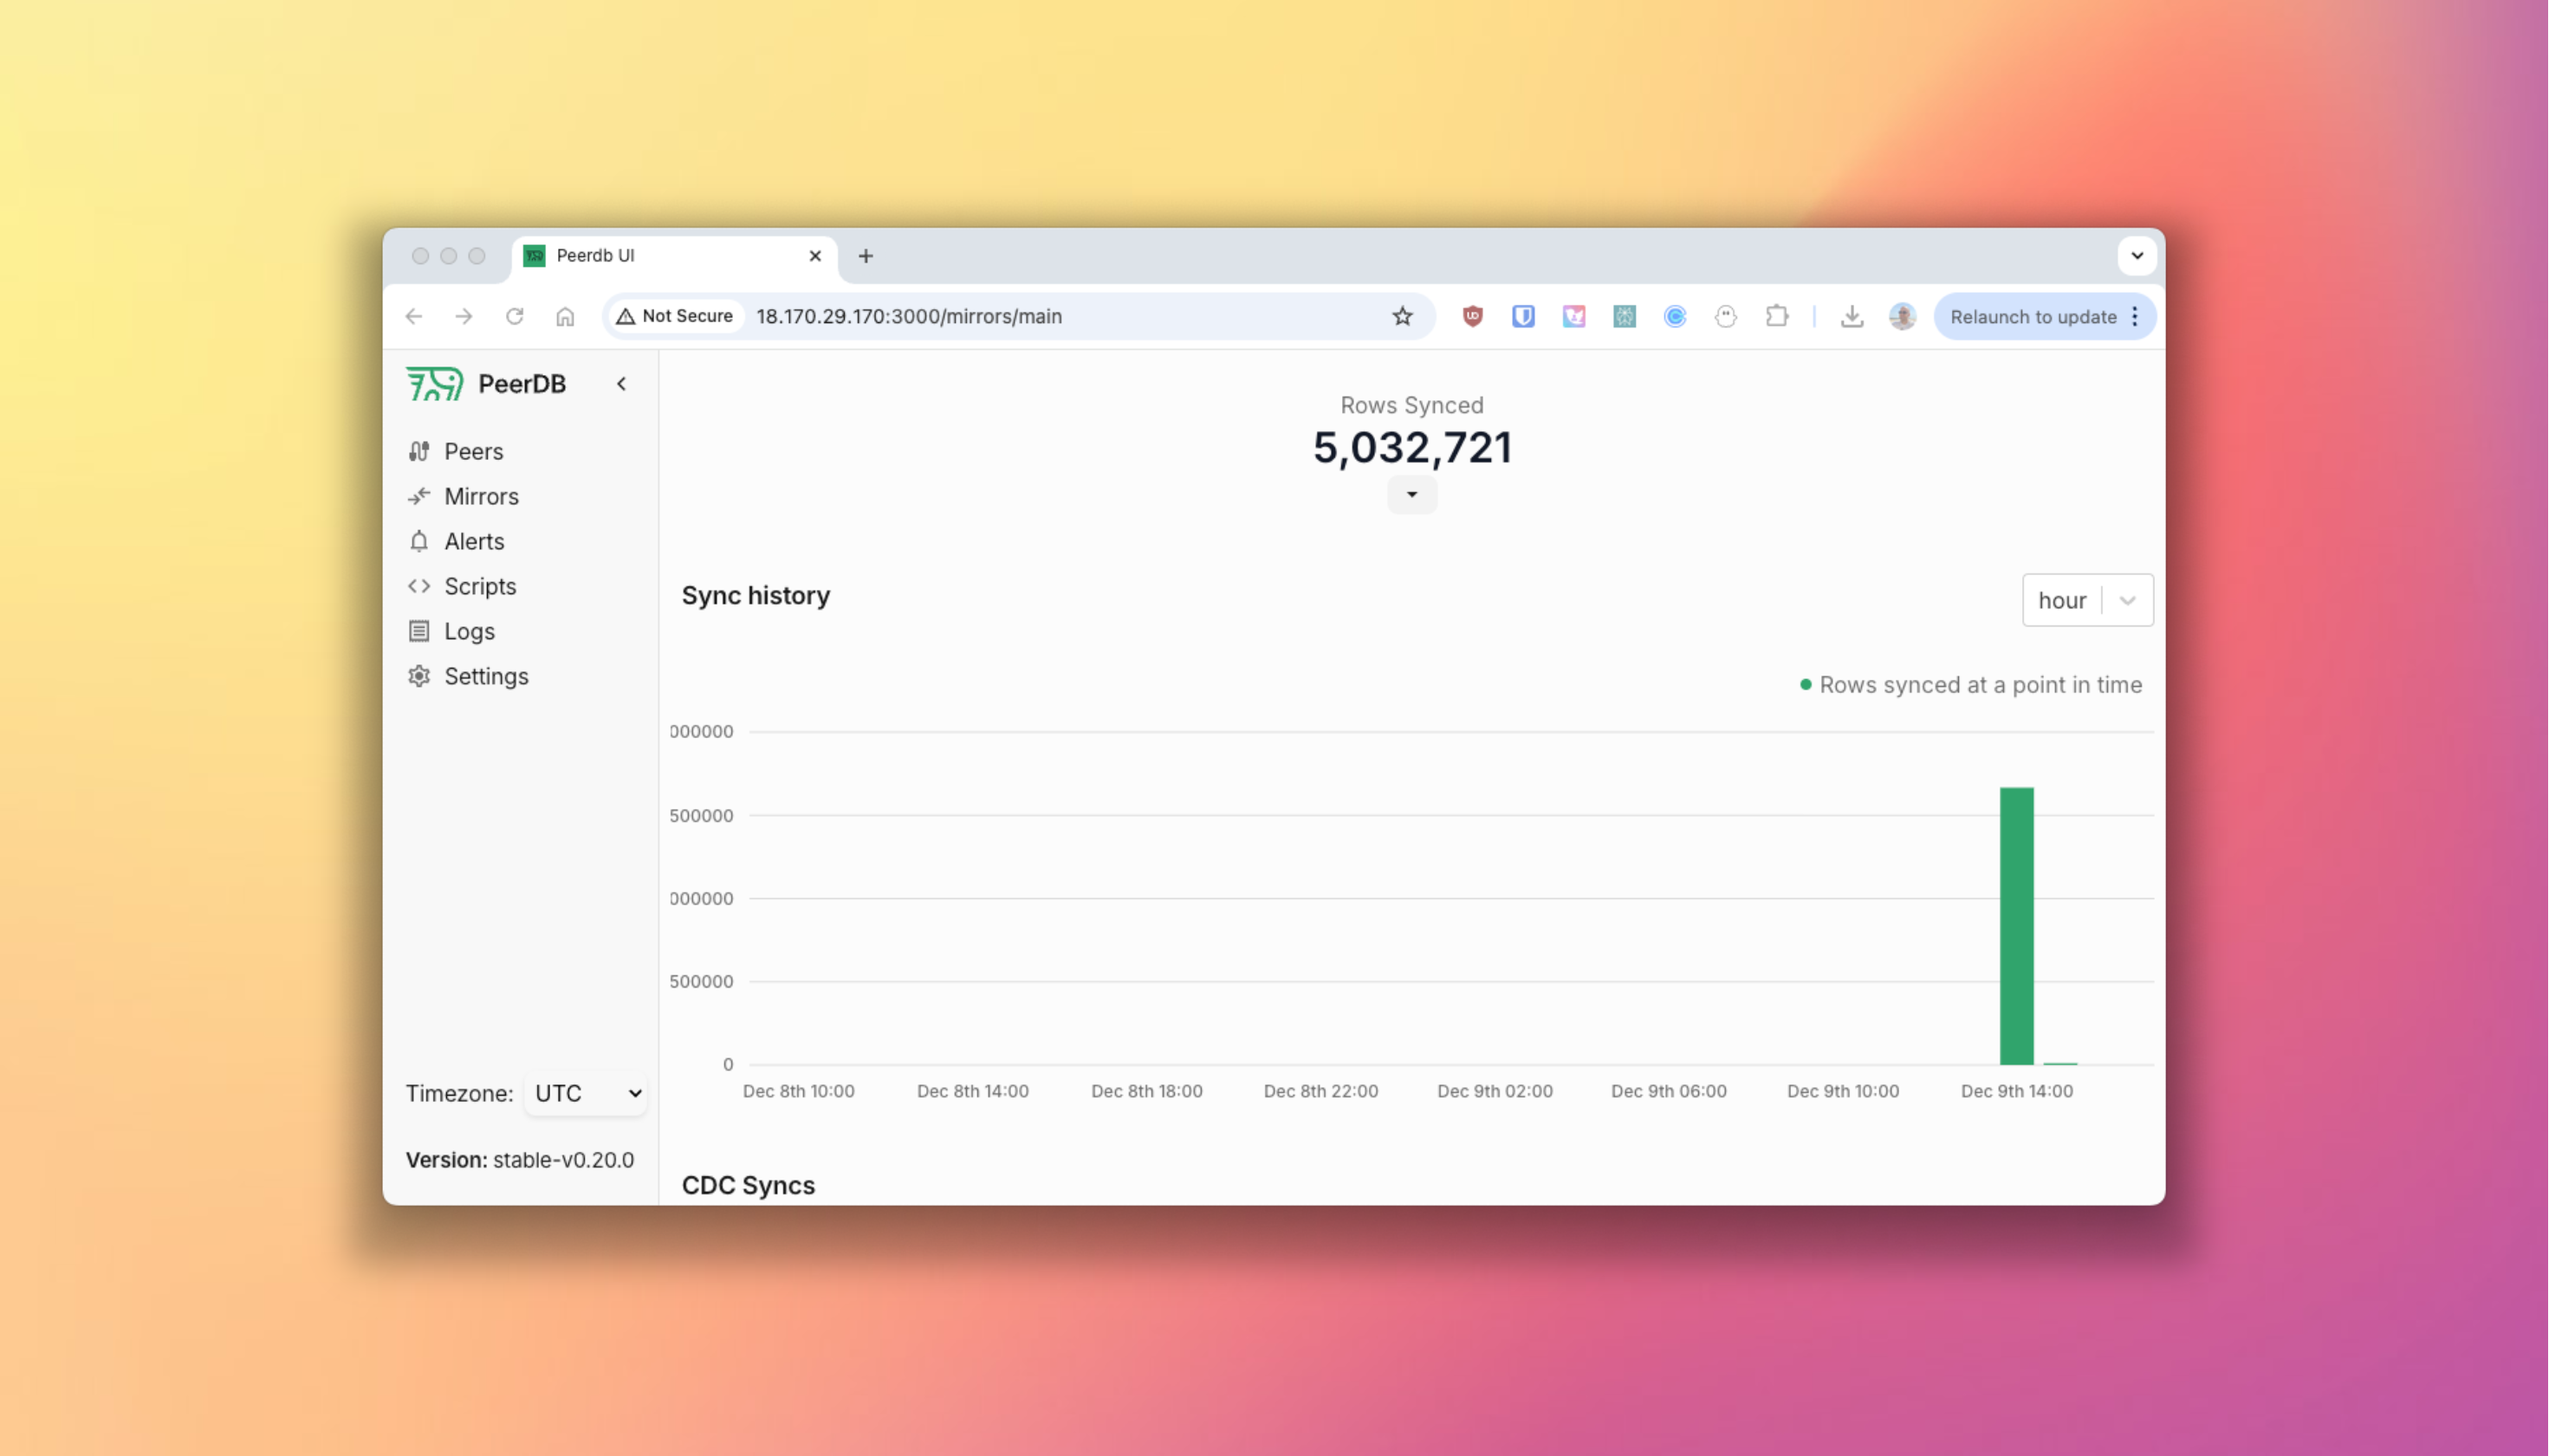 Peerdb UI
Not Secure 18.170.29.170:3000/mirrors/main
Relaunch to update
PeerDB
Peers
Mirrors
Alerts
Scripts
Logs
Settings
Timezone: UTC
Version: stable-v0.20.0
Rows Synced
5,032,721
Sync history
hour
Rows synced at a point in time
000000
500000
000000
500000
0
Dec 8th 10:00 Dec 8th 14:00 Dec 8th 18:00 Dec 8th 22:00 Dec 9th 02:00 Dec 9th 06:00 Dec 9th 10:00 Dec 9th 14:00
CDC Syncs